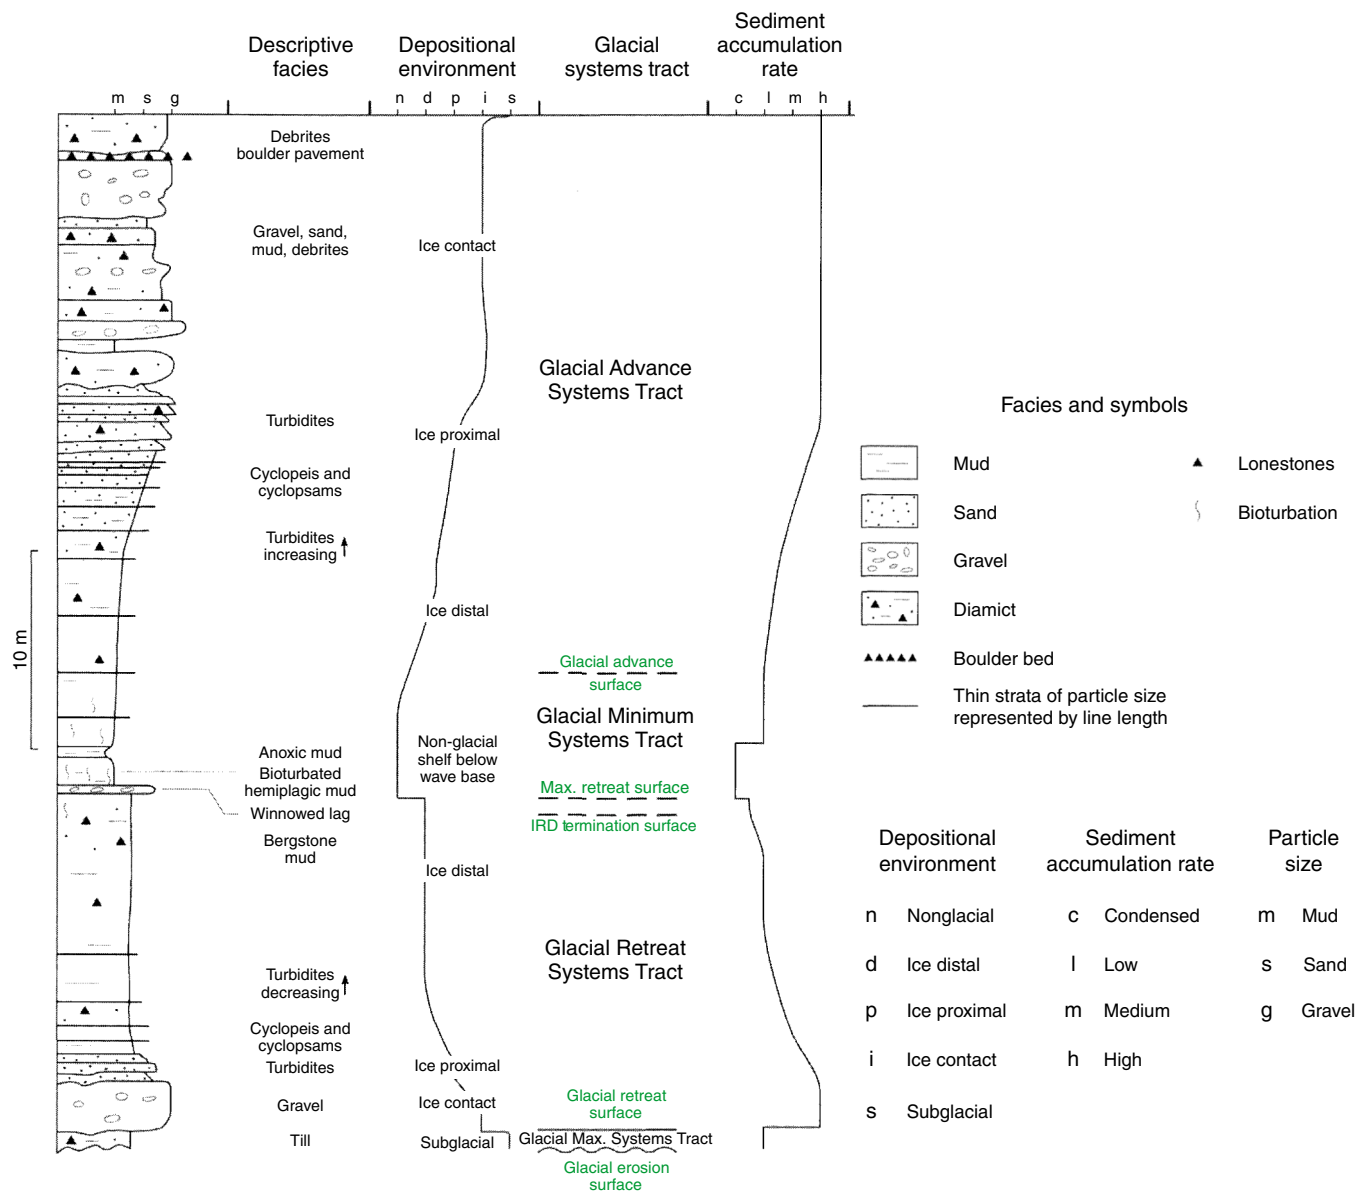 Descriptive
facies
Depositional
environment
Glacial
systems tract
Sediment
accumulation
rate
m s g
n d p i s
c l m h
Debrites
boulder pavement
Gravel, sand,
mud, debrites
Ice contact
Glacial Advance
Systems Tract
Turbidites
Ice proximal
Cyclopeis and
cyclopsams
Turbidites
increasing
Ice distal
10 m
Glacial advance
surface
Glacial Minimum
Systems Tract
Anoxic mud
Bioturbated
hemiplagic mud
Non-glacial
shelf below
wave base
Max. retreat surface
Winnowed lag
IRD termination surface
Bergstone
mud
Ice distal
Glacial Retreat
Systems Tract
Turbidites
decreasing
Cyclopeis and
cyclopsams
Turbidites
Ice proximal
Gravel
Ice contact
Glacial retreat
surface
Till
Subglacial
Glacial Max. Systems Tract
Glacial erosion
surface
Facies and symbols
Mud
Lonestones
Sand
Bioturbation
Gravel
Diamict
Boulder bed
Thin strata of particle size
represented by line length
Depositional
environment
Sediment
accumulation rate
Particle
size
n Nonglacial
c Condensed
m Mud
d Ice distal
l Low
s Sand
p Ice proximal
m Medium
g Gravel
i Ice contact
h High
s Subglacial